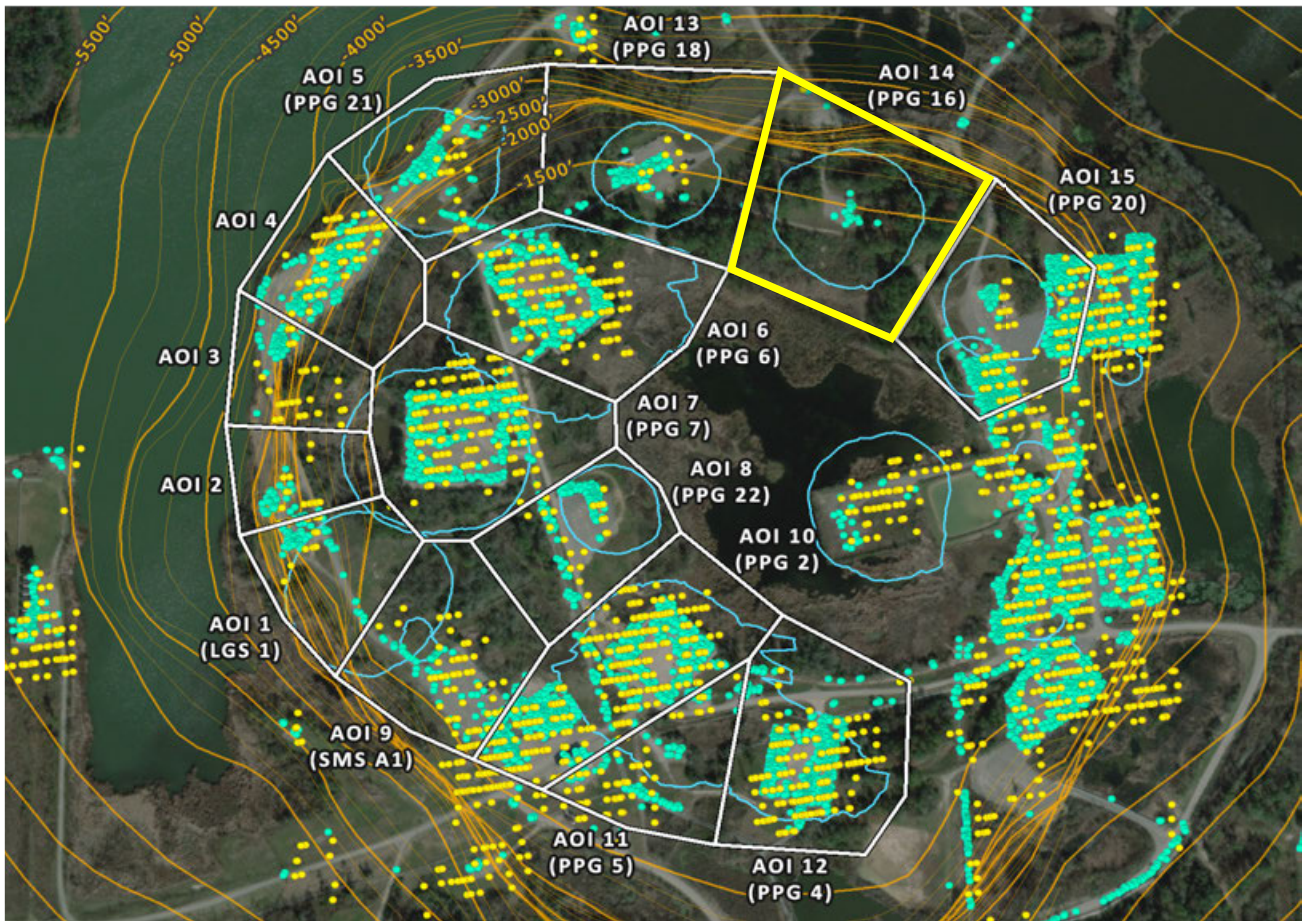 -5500'
-5000'
-4500'
-4000'
-3500'
-3000'
-2500'
-2000'
-1500'
AOI 13
(PPG 18)
AOI 14
(PPG 16)
AOI 5
(PPG 21)
AOI 15
(PPG 20)
AOI 4
AOI 3
AOI 6
(PPG 6)
AOI 7
(PPG 7)
AOI 2
AOI 8
(PPG 22)
AOI 10
(PPG 2)
AOI 1
(LGS 1)
AOI 9
(SMS A1)
AOI 11
(PPG 5)
AOI 12
(PPG 4)